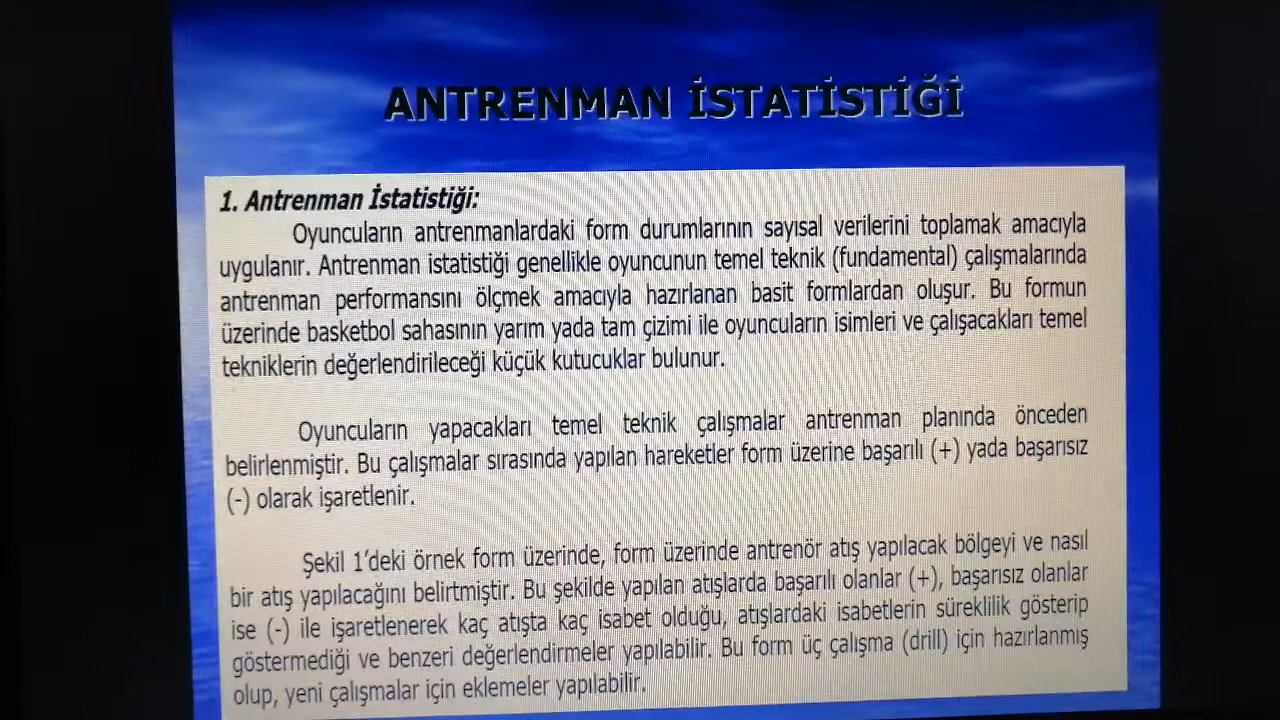 ANTRENMAN İSTATİSTİĞİ
1. Antrenman İstatistiği:
Oyuncuların antrenmanlardaki form durumlarının sayısal verilerini toplamak amacıyla
uygulanır. Antrenman istatistiği genellikle oyuncunun temel teknik (fundamental) çalışmalarında
antrenman performansını ölçmek amacıyla hazırlanan basit formlardan oluşur. Bu formun
üzerinde basketbol sahasının yarım yada tam çizimi ile oyuncuların isimleri ve çalışacakları temel
tekniklerin değerlendirileceği küçük kutucuklar bulunur.
Oyuncuların yapacakları temel teknik çalışmalar antrenman planında önceden
belirlenmiştir. Bu çalışmalar sırasında yapılan hareketler form üzerine başarılı (+) yada başarısız
(-) olarak işaretlenir.
Şekil 1'deki örnek form üzerinde, form üzerinde antrenör atış yapılacak bölgeyi ve nasıl
bir atış yapılacağını belirtmiştir. Bu şekilde yapılan atışlarda başarılı olanlar (+), başarısız olanlar
ise (-) ile işaretlenerek kaç atışta kaç isabet olduğu, atışlardaki isabetlerin süreklilik gösterip
göstermediği ve benzeri değerlendirmeler yapılabilir. Bu form üç çalışma (drill) için hazırlanmış
olup, yeni çalışmalar için eklemeler yapılabilir.